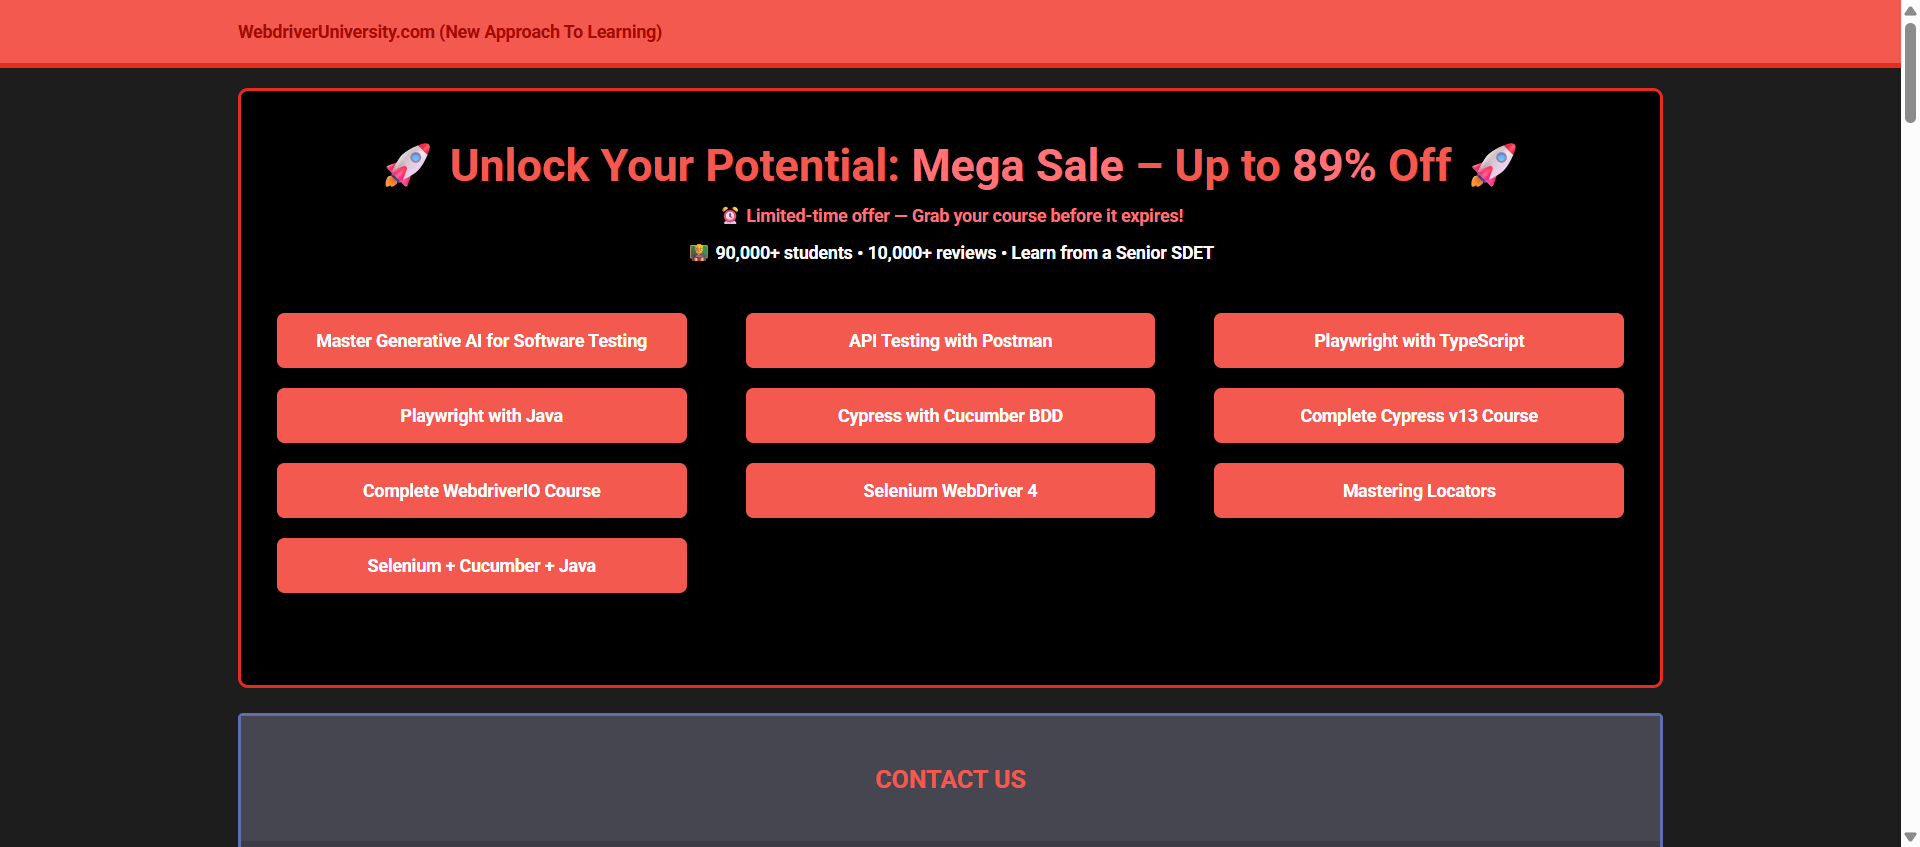 WebdriverUniversity.com (New Approach To Learning)
🚀 Unlock Your Potential: Mega Sale – Up to 89% Off 🚀
⏰ Limited-time offer — Grab your course before it expires!
👩‍🏫 90,000+ students • 10,000+ reviews • Learn from a Senior SDET
Master Generative AI for Software Testing
API Testing with Postman
Playwright with TypeScript
Playwright with Java
Cypress with Cucumber BDD
Complete Cypress v13 Course
Complete WebdriverIO Course
Selenium WebDriver 4
Mastering Locators
Selenium + Cucumber + Java
CONTACT US